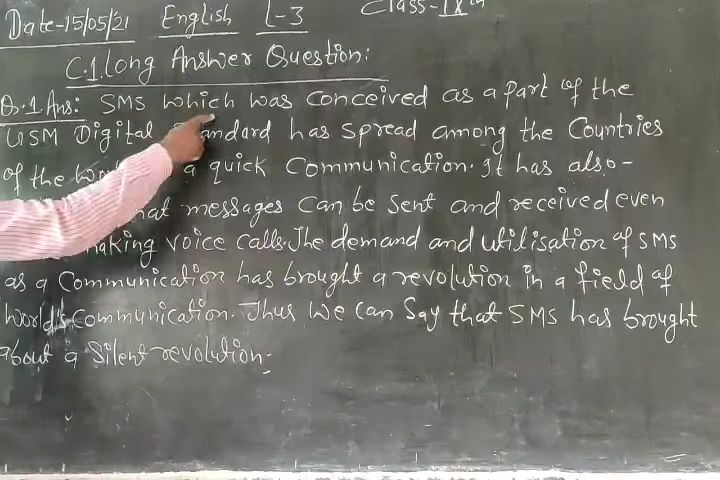 Date-15/05/21 English L-3 Class-IX th
C.1.Long Answer Question:
Q.1.Ans: SMS which was conceived as a part of the
GSM Digital Standard has spread among the Countries
of the a quick Communication. It has also-
messages can be sent and received even
making voice calls. The demand and utilisation of SMS
as a Communication has brought a revolution in a field of
World's Communication. Thus we can say that SMS has brought
about a silent revolution.